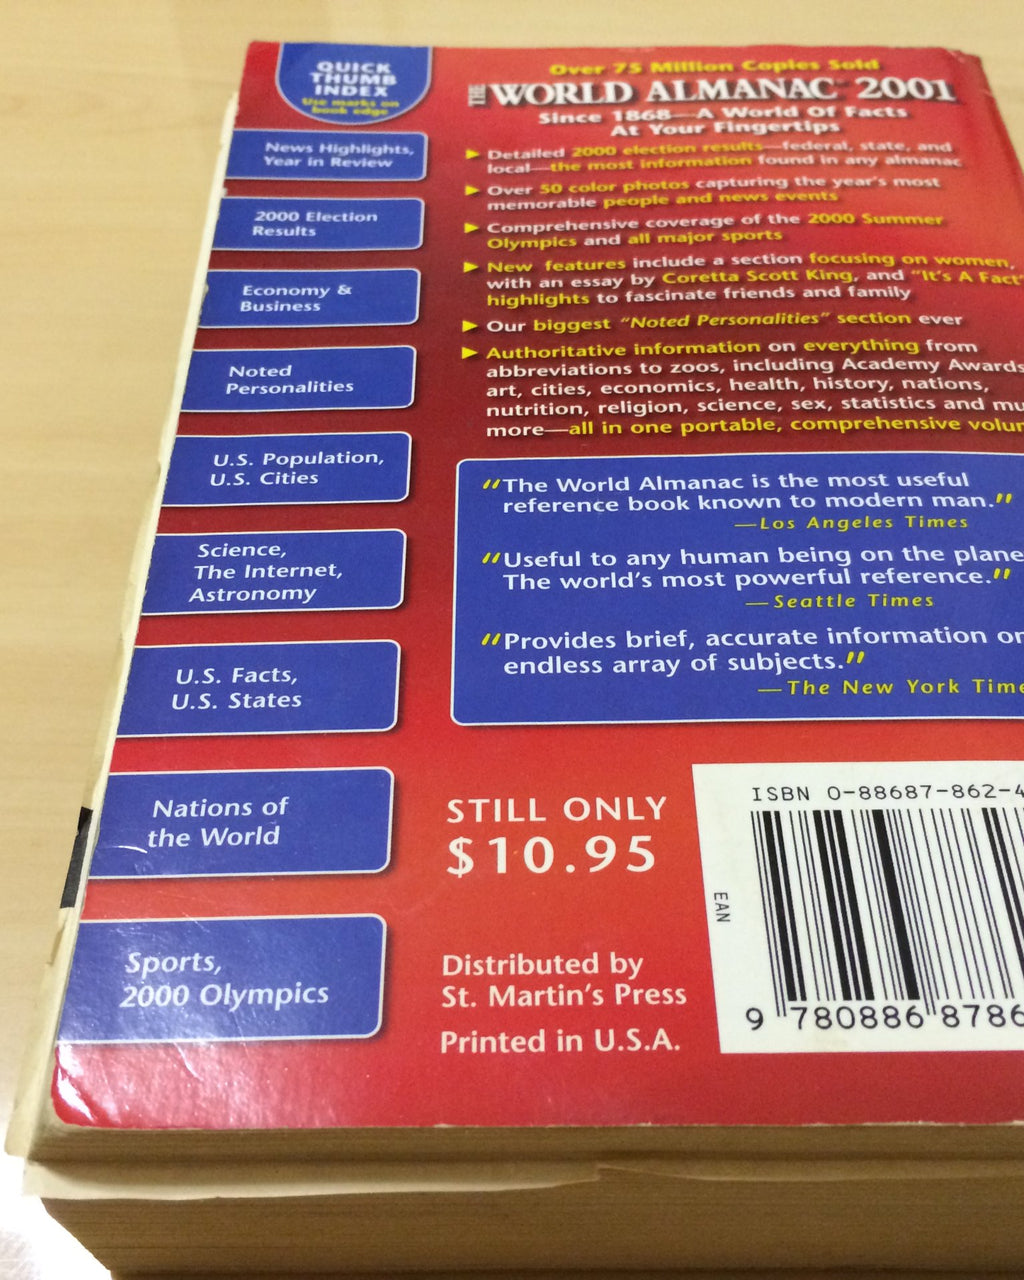 QUICK
THUMB
INDEX
Use marks on
book edge
News Highlights,
Year in Review
2000 Election
Results
Economy &
Business
Noted
Personalities
U.S. Population,
U.S. Cities
Science,
The Internet,
Astronomy
U.S. Facts,
U.S. States
Nations of
the World
Sports,
2000 Olympics
Over 75 Million Copies Sold
THE WORLD ALMANAC 2001
Since 1868—A World Of Facts
At Your Fingertips
► Detailed 2000 election results—federal, state, and
local—the most information found in any almanac
► Over 50 color photos capturing the year's most
memorable people and news events
► Comprehensive coverage of the 2000 Summer
Olympics and all major sports
► New features include a section focusing on women,
with an essay by Coretta Scott King, and "It's A Fact"
highlights to fascinate friends and family
► Our biggest "Noted Personalities" section ever
► Authoritative information on everything from
abbreviations to zoos, including Academy Awards
art, cities, economics, health, history, nations,
nutrition, religion, science, sex, statistics and mu
more—all in one portable, comprehensive volum
"The World Almanac is the most useful
reference book known to modern man."
—Los Angeles Times
"Useful to any human being on the plane
The world's most powerful reference."
—Seattle Times
"Provides brief, accurate information on
endless array of subjects."
—The New York Time
STILL ONLY
$10.95
Distributed by
St. Martin's Press
Printed in U.S.A.
ISBN 0-88687-862-4
EAN
9 780886 8786